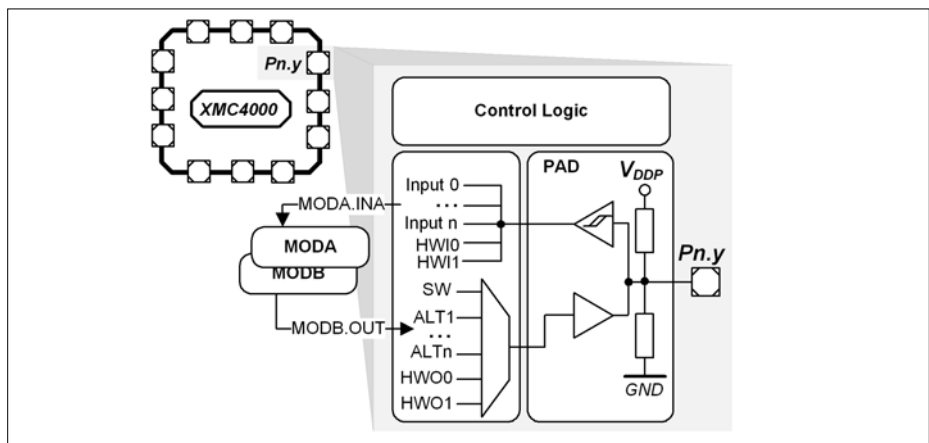 Pn.y
XMC4000
Control Logic
PAD
VDDP
Input 0
...
Input n
HWI0
HWI1
MODA.INA
MODA
MODB
MODB.OUT
SW
ALT1
...
ALTn
HWO0
HWO1
Pn.y
GND